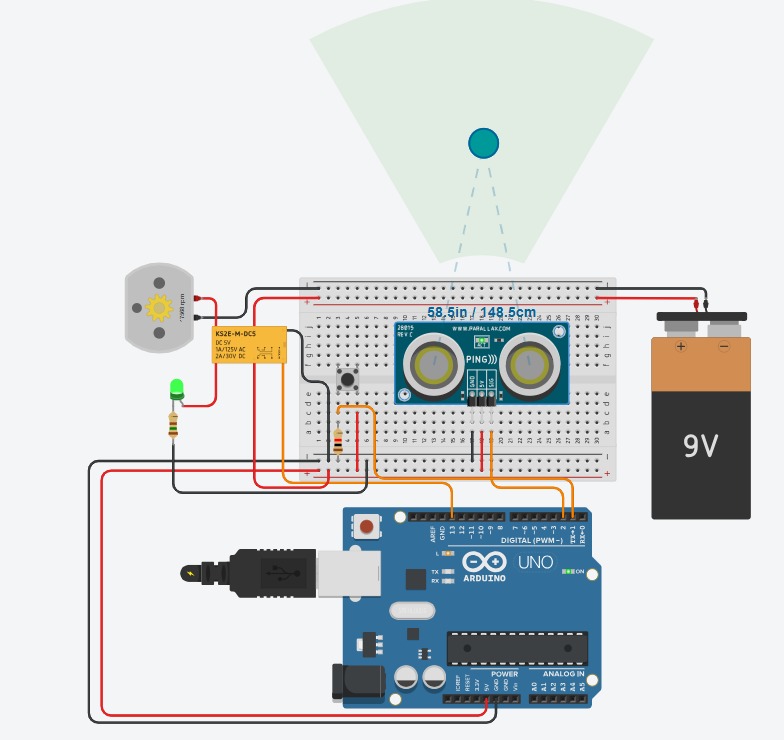 58.5in / 148.5cm
28015
REV C
WWW.PARALLAX.COM
PING)))
GND
5V
SIG
KS2E-M-DC5
DC 5V
1A/125V AC
2A/30V DC
+ −
9V
AREF
GND
13
12
~11
~10
~9
8
7
~6
~5
4
~3
2
TX→1
RX←0
DIGITAL (PWM~)
L
TX
RX
UNO
ARDUINO
ON
POWER
ANALOG IN
IOREF
RESET
3.3V
5V
GND
GND
Vin
A0
A1
A2
A3
A4
A5